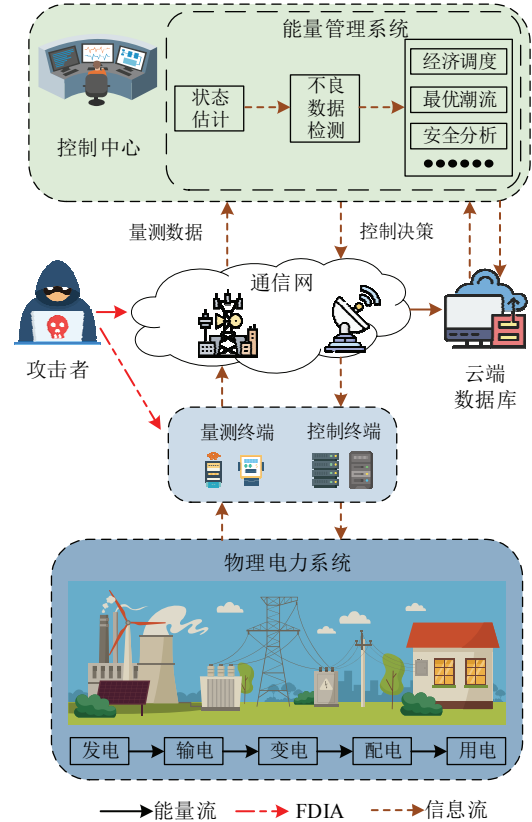 能量管理系统
状态
估计
不良
数据
检测
经济调度
最优潮流
安全分析
●●●●●●
控制中心
量测数据
控制决策
通信网
攻击者
云端
数据库
量测终端
控制终端
物理电力系统
发电
输电
变电
配电
用电
能量流
FDIA
信息流